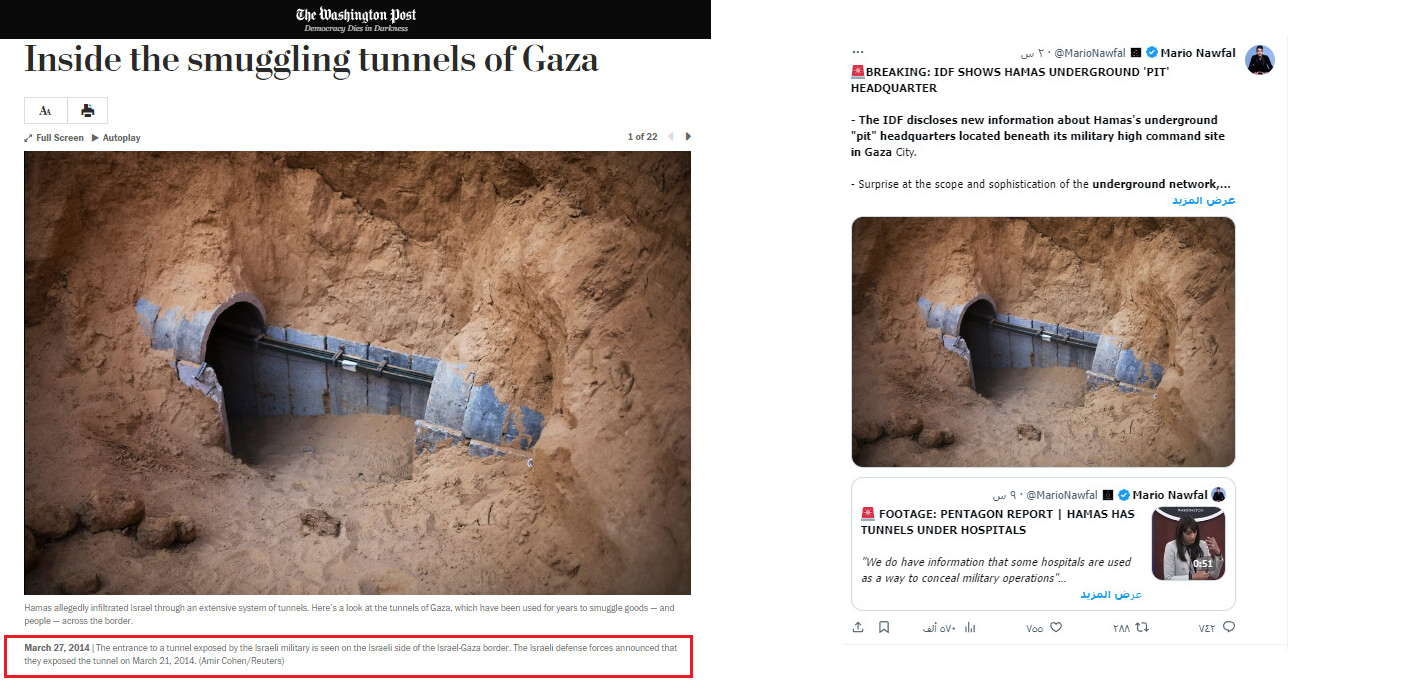 The Washington Post
Democracy Dies in Darkness
Inside the smuggling tunnels of Gaza
AA
Full Screen Autoplay
1 of 22
Hamas allegedly infiltrated Israel through an extensive system of tunnels. Here's a look at the tunnels of Gaza, which have been used for years to smuggle goods — and
people — across the border.
March 27, 2014 | The entrance to a tunnel exposed by the Israeli military is seen on the Israeli side of the Israel-Gaza border. The Israeli defense forces announced that
they exposed the tunnel on March 21, 2014. (Amir Cohen/Reuters)
Mario Nawfal @MarioNawfal · ٢ س
🚨BREAKING: IDF SHOWS HAMAS UNDERGROUND 'PIT'
HEADQUARTER
- The IDF discloses new information about Hamas's underground
"pit" headquarters located beneath its military high command site
in Gaza City.
- Surprise at the scope and sophistication of the underground network,...
عرض المزيد
Mario Nawfal @MarioNawfal · ٩ س
🚨 FOOTAGE: PENTAGON REPORT | HAMAS HAS
TUNNELS UNDER HOSPITALS
"We do have information that some hospitals are used
as a way to conceal military operations"...
عرض المزيد
WASHINGTON
0:51
٧٤٢
٢٨٨
٧٥٥
٥٧٠ ألف